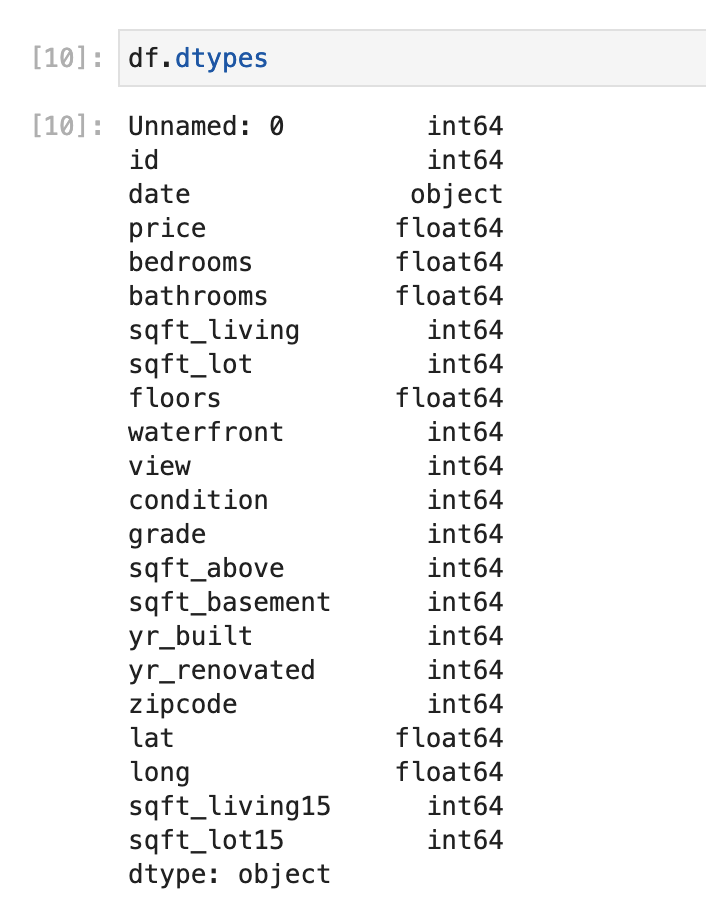 [10]: df.dtypes
[10]: Unnamed: 0 int64
id int64
date object
price float64
bedrooms float64
bathrooms float64
sqft_living int64
sqft_lot int64
floors float64
waterfront int64
view int64
condition int64
grade int64
sqft_above int64
sqft_basement int64
yr_built int64
yr_renovated int64
zipcode int64
lat float64
long float64
sqft_living15 int64
sqft_lot15 int64
dtype: object